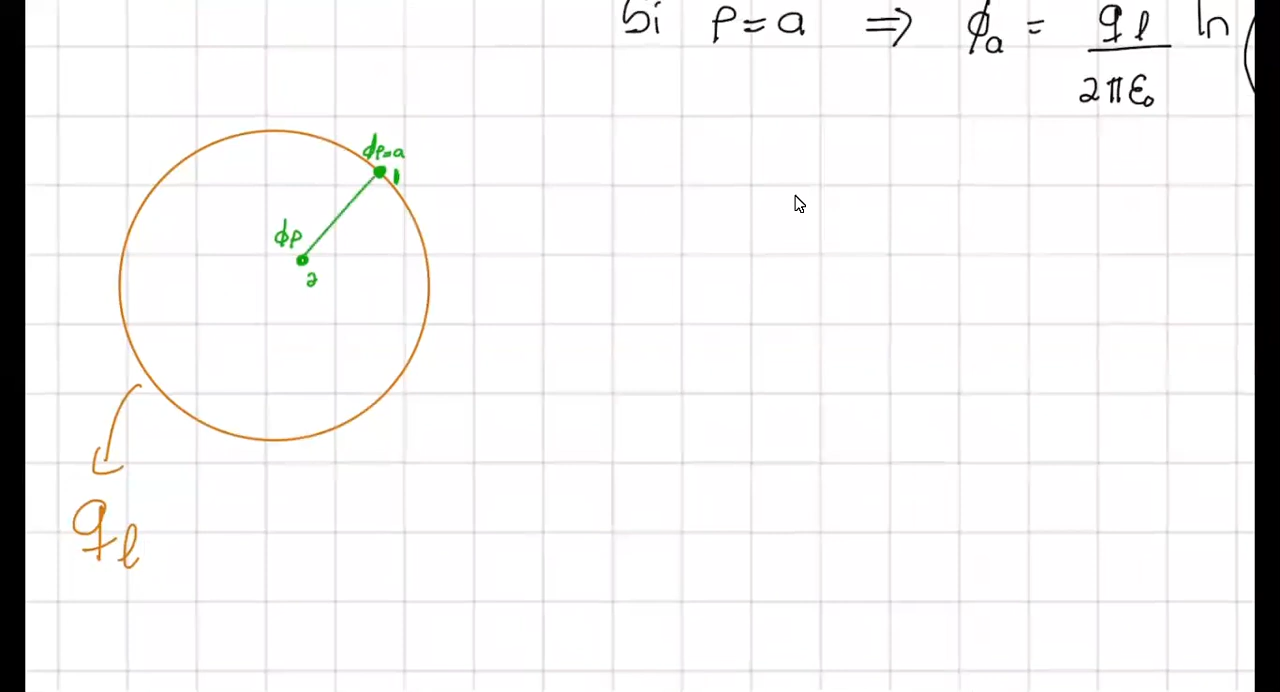 Si ρ = a ⇒ ϕₐ = qₗ / 2πε₀ ln (
ϕρ=a
1
ϕρ
2
qₗ